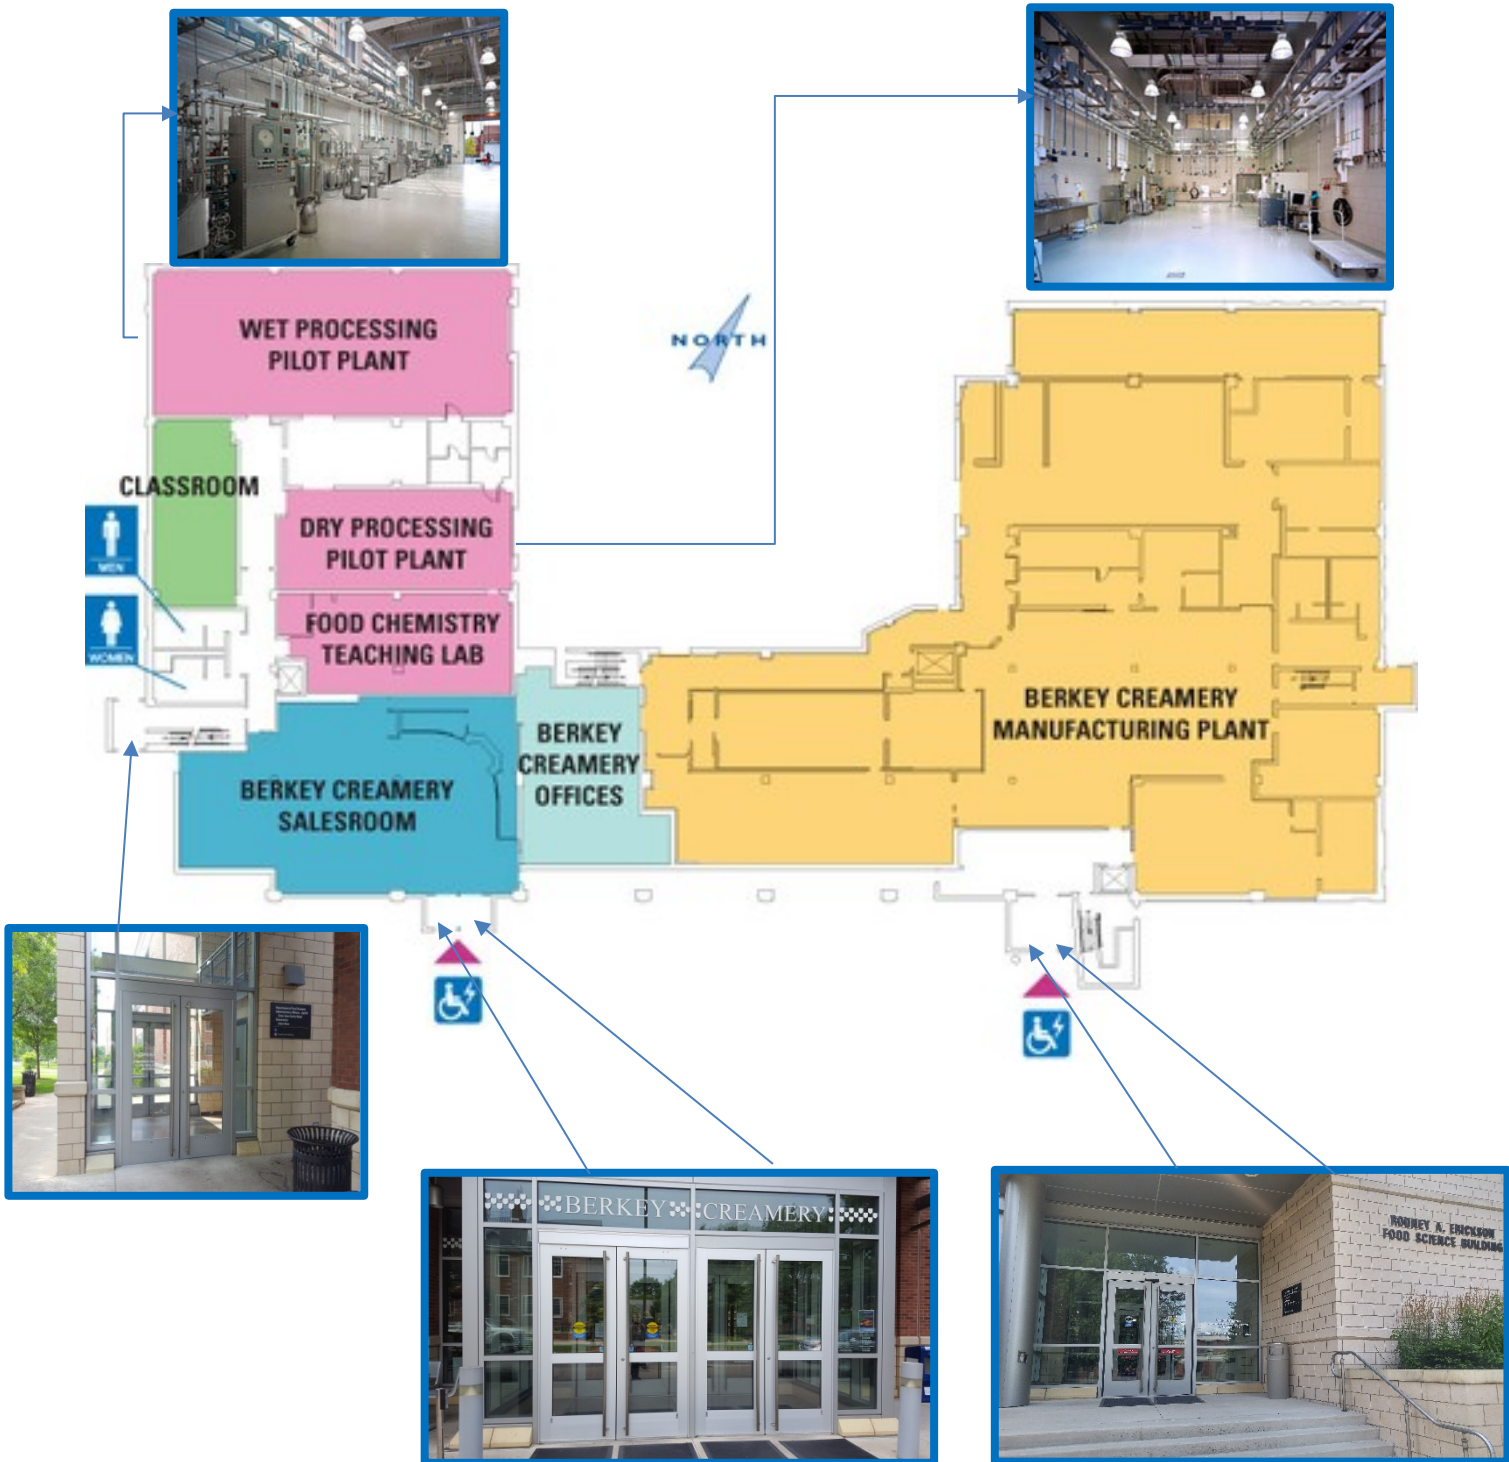 WET PROCESSING
PILOT PLANT
NORTH
CLASSROOM
MEN
DRY PROCESSING
PILOT PLANT
WOMEN
FOOD CHEMISTRY
TEACHING LAB
BERKEY CREAMERY
SALESROOM
BERKEY
CREAMERY
OFFICES
BERKEY CREAMERY
MANUFACTURING PLANT
BERKEY CREAMERY
RODNEY A. ERICKSON
FOOD SCIENCE BUILDING